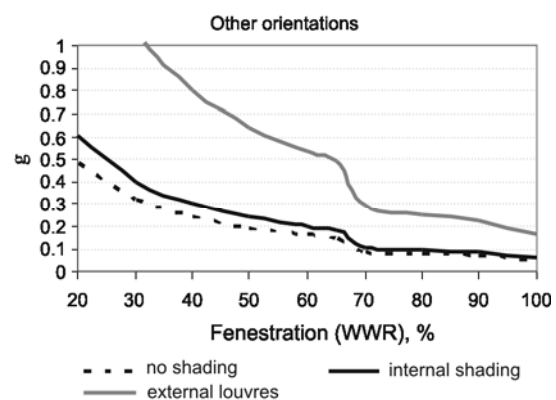 Other orientations
1
0.9
0.8
0.7
0.6
0.5
0.4
0.3
0.2
0.1
0
g
20 30 40 50 60 70 80 90 100
Fenestration (WWR), %
no shading internal shading
external louvres